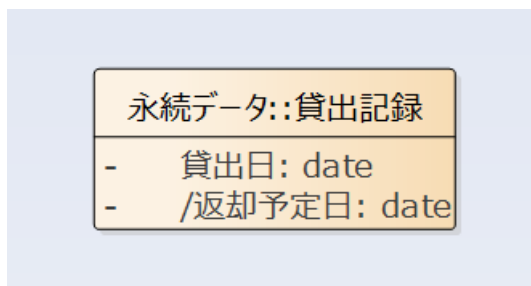 永続データ::貸出記録
- 貸出日: date
- /返却予定日: date